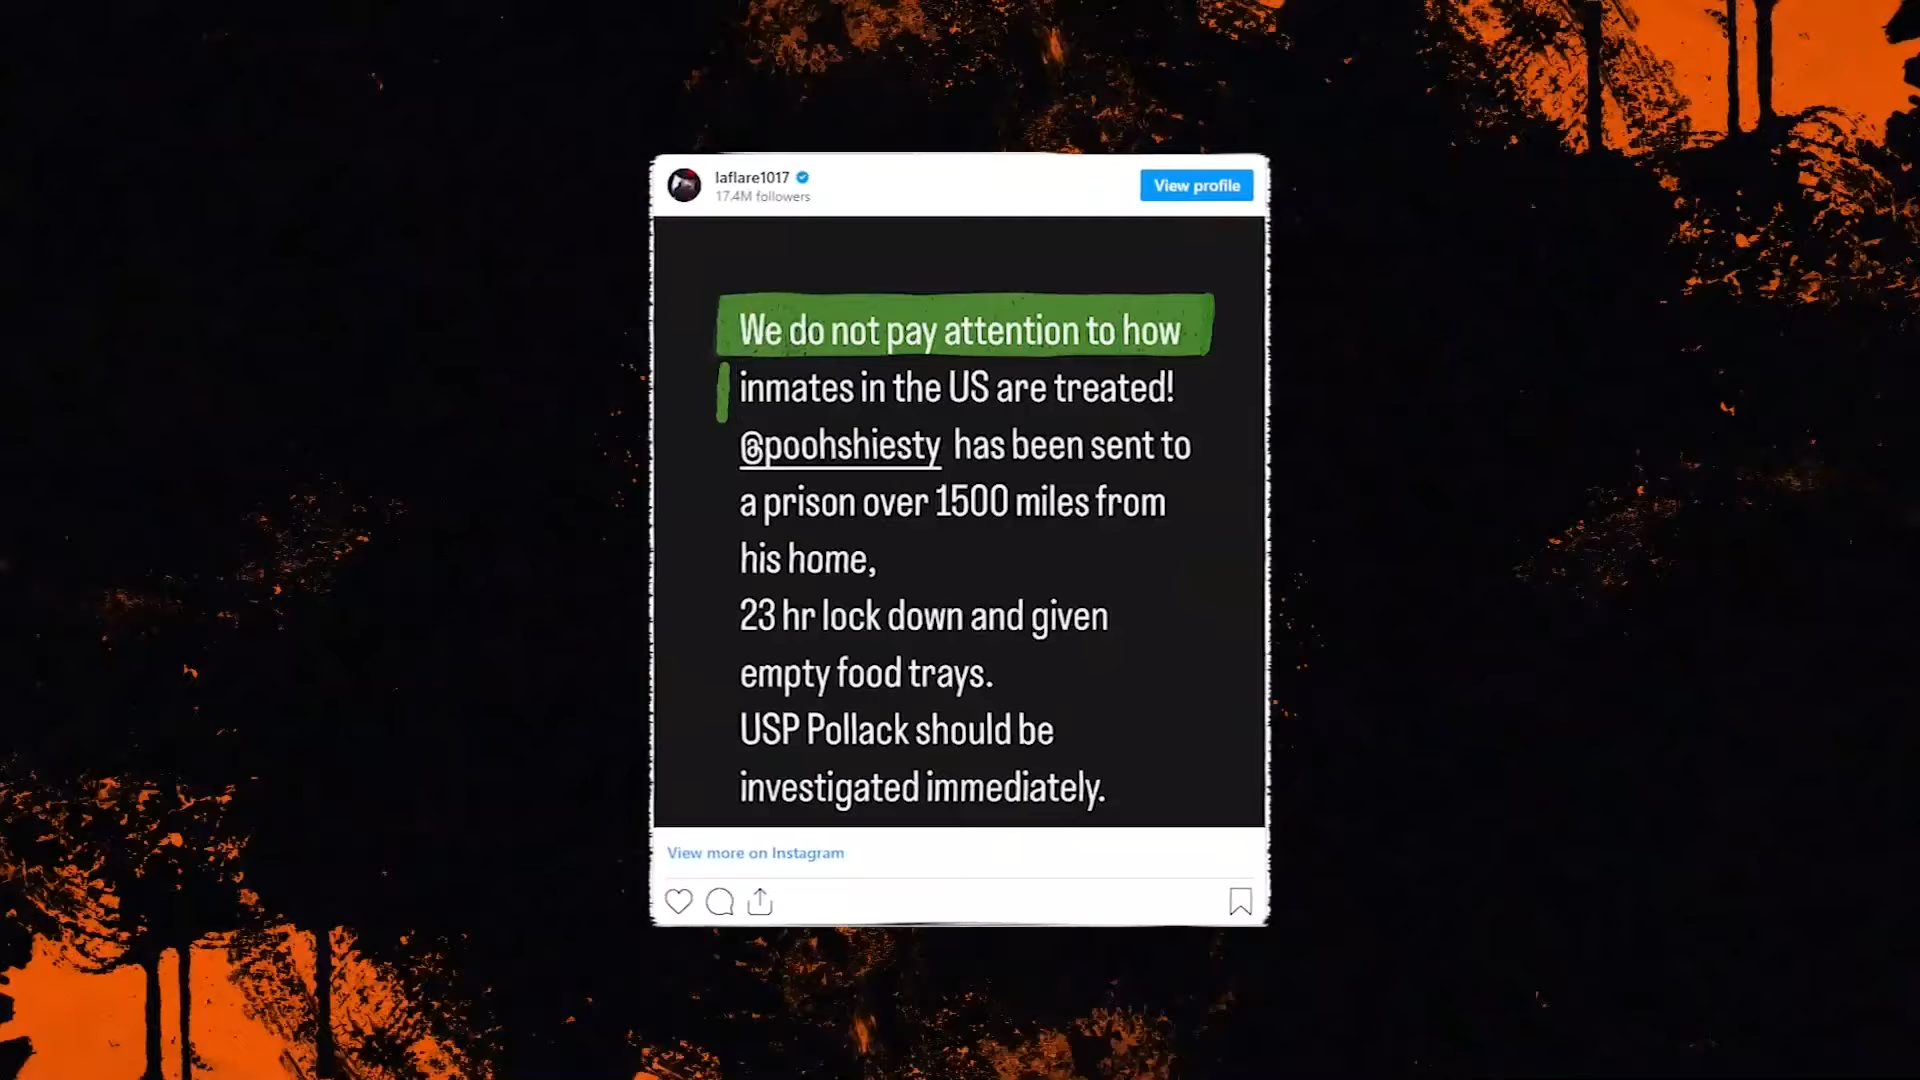 laflare1017
17.4M followers
View profile
We do not pay attention to how
inmates in the US are treated!
@poohshiesty has been sent to
a prison over 1500 miles from
his home,
23 hr lock down and given
empty food trays.
USP Pollack should be
investigated immediately.
View more on Instagram